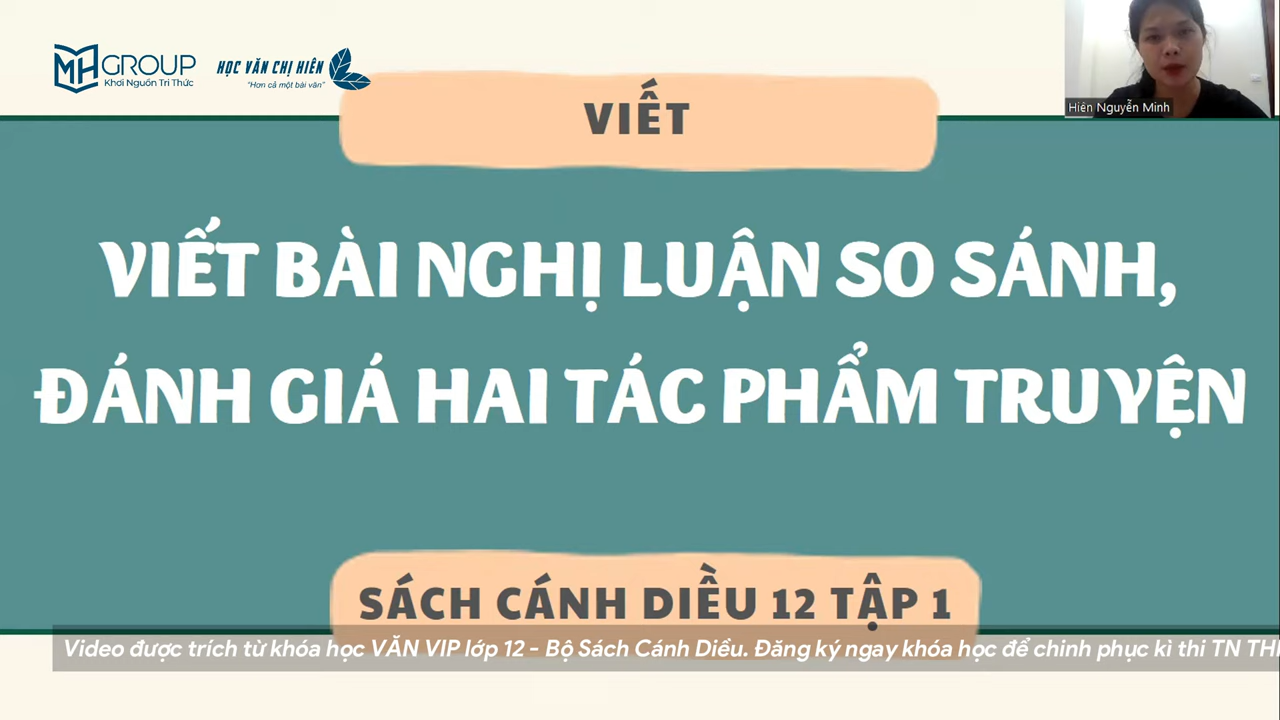 MHGROUP
Khơi Nguồn Tri Thức
HỌC VĂN CHỊ HIÊN
"Hơn cả một bài văn"
Hiên Nguyễn Minh
VIẾT
VIẾT BÀI NGHỊ LUẬN SO SÁNH,
ĐÁNH GIÁ HAI TÁC PHẨM TRUYỆN
SÁCH CÁNH DIỀU 12 TẬP 1
Video được trích từ khóa học VĂN VIP lớp 12 - Bộ Sách Cánh Diều. Đăng ký ngay khóa học để chinh phục kì thi TN TH